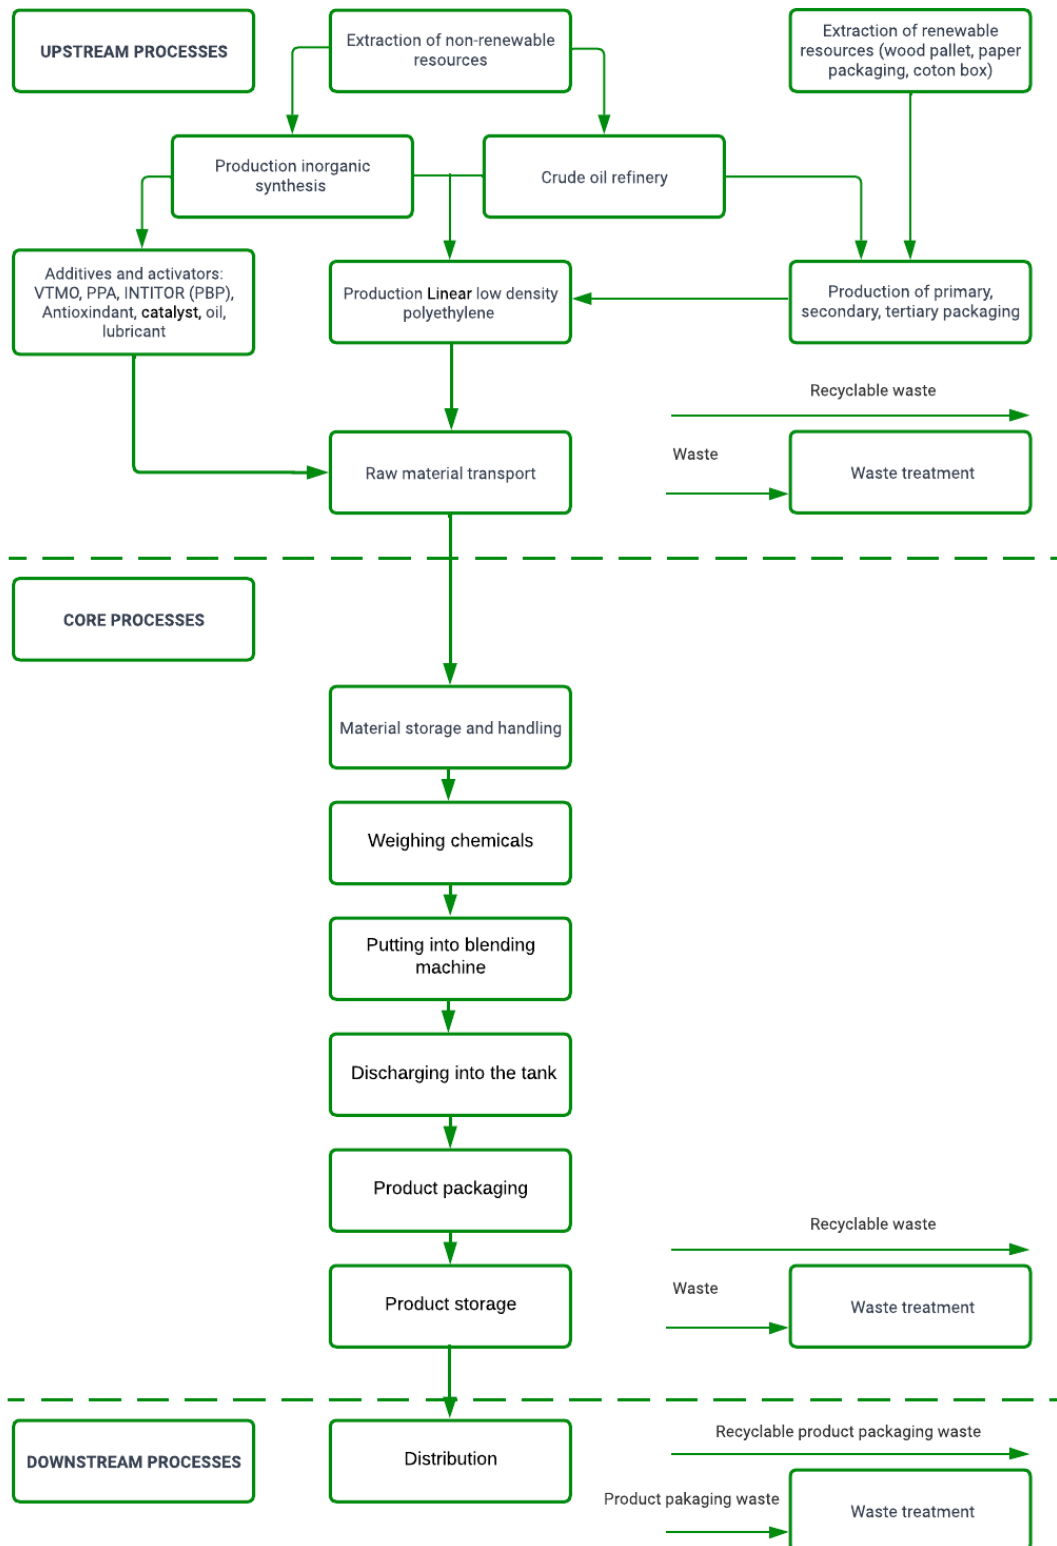 UPSTREAM PROCESSES
Extraction of non-renewable
resources
Extraction of renewable
resources (wood pallet, paper
packaging, coton box)
Production inorganic
synthesis
Crude oil refinery
Additives and activators:
VTMO, PPA, INTITOR (PBP),
Antioxindant, catalyst, oil,
lubricant
Production Linear low density
polyethylene
Production of primary,
secondary, tertiary packaging
Recyclable waste
Waste
Raw material transport
Waste treatment
CORE PROCESSES
Material storage and handling
Weighing chemicals
Putting into blending
machine
Discharging into the tank
Product packaging
Recyclable waste
Waste
Product storage
Waste treatment
DOWNSTREAM PROCESSES
Distribution
Recyclable product packaging waste
Product pakaging waste
Waste treatment